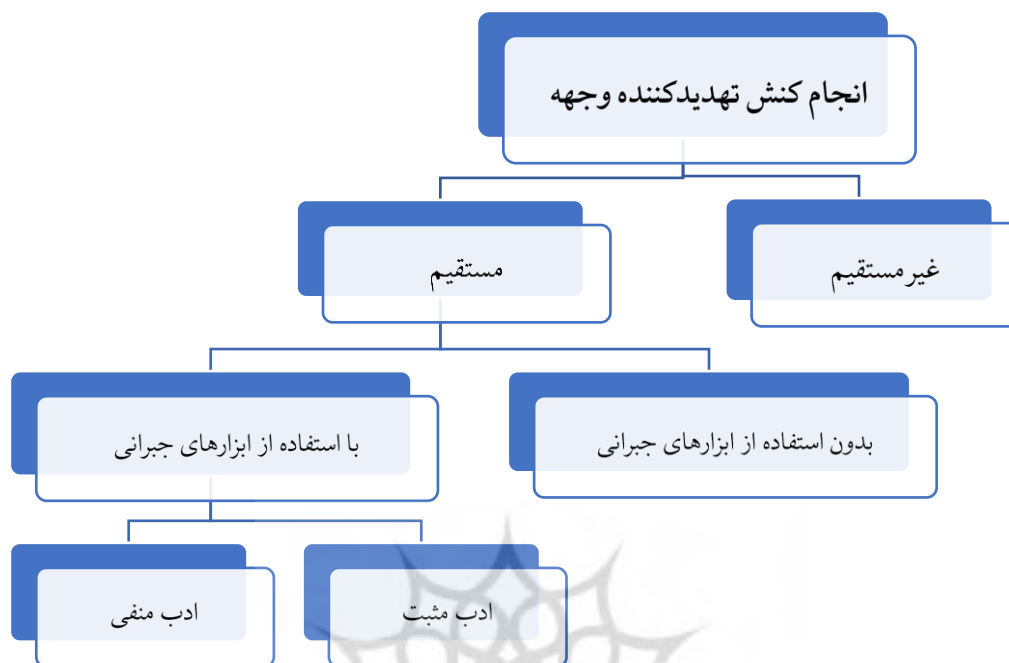 انجام کنش تهدیدکننده وجهه
غیرمستقیم
مستقیم
بدون استفاده از ابزارهای جبرانی
با استفاده از ابزارهای جبرانی
ادب مثبت
ادب منفی